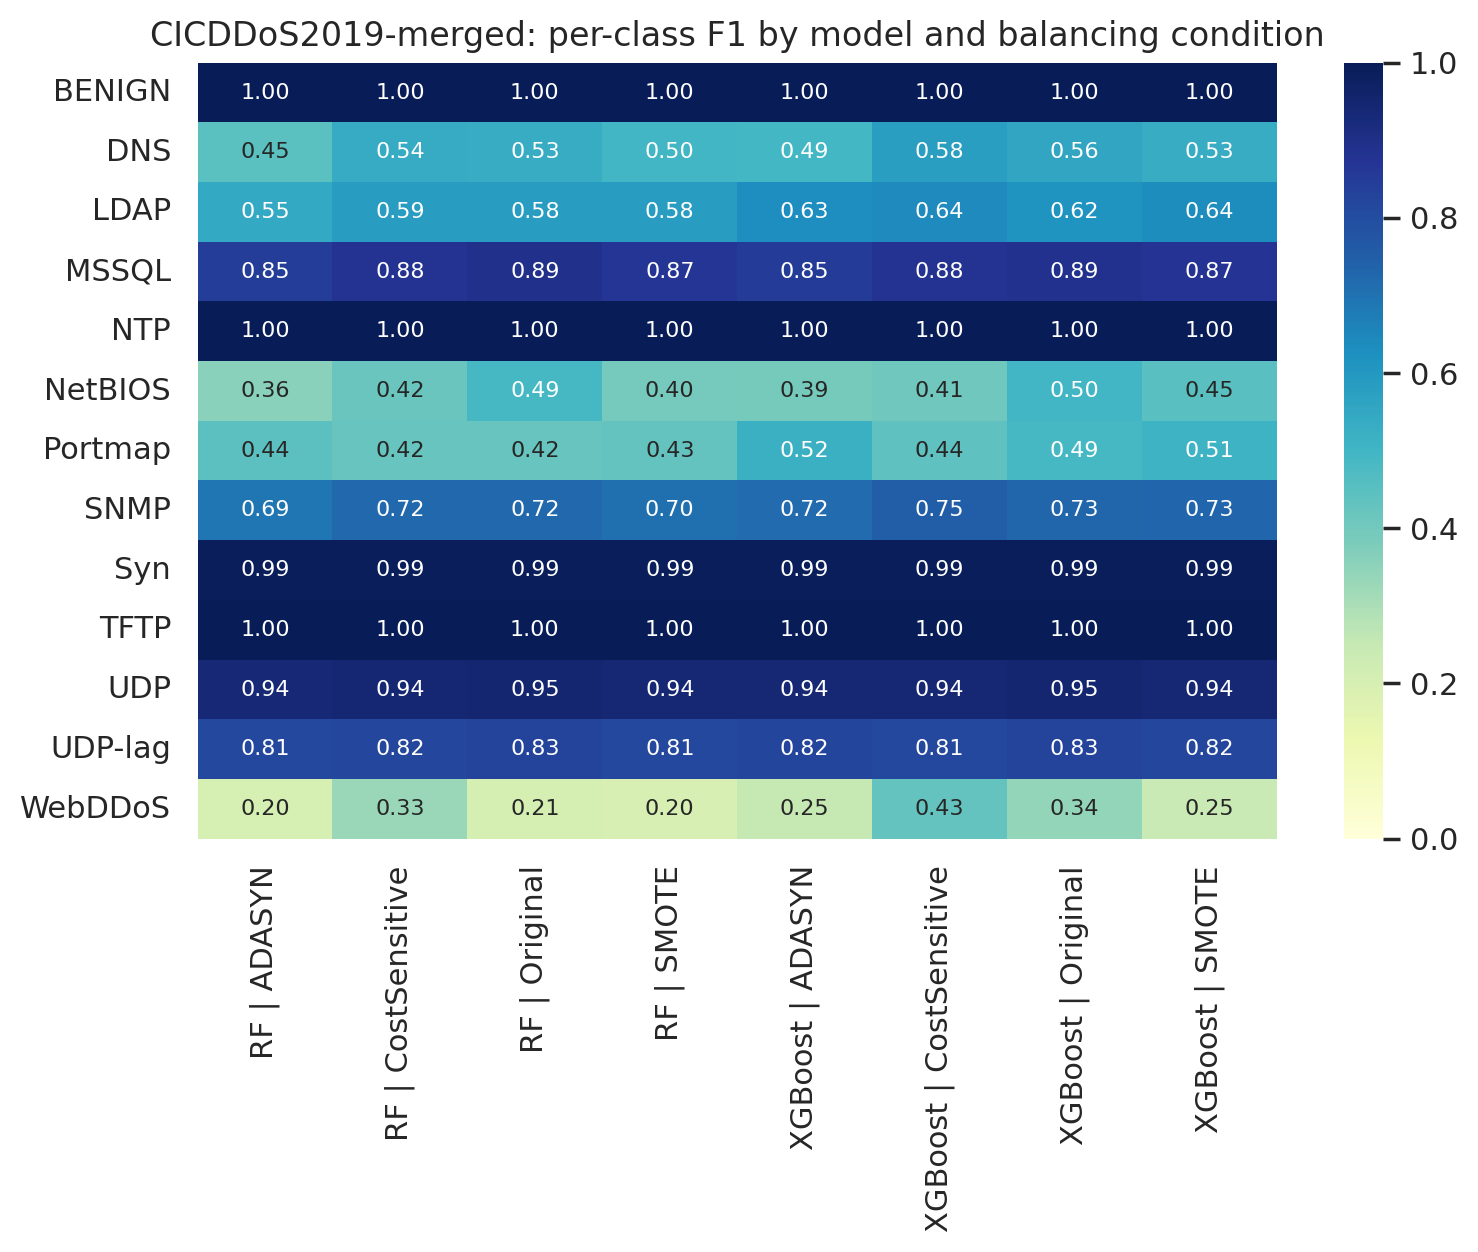 CICDDoS2019-merged: per-class F1 by model and balancing condition
BENIGN 1.00 1.00 1.00 1.00 1.00 1.00 1.00 1.00
DNS 0.45 0.54 0.53 0.50 0.49 0.58 0.56 0.53
LDAP 0.55 0.59 0.58 0.58 0.63 0.64 0.62 0.64
MSSQL 0.85 0.88 0.89 0.87 0.85 0.88 0.89 0.87
NTP 1.00 1.00 1.00 1.00 1.00 1.00 1.00 1.00
NetBIOS 0.36 0.42 0.49 0.40 0.39 0.41 0.50 0.45
Portmap 0.44 0.42 0.42 0.43 0.52 0.44 0.49 0.51
SNMP 0.69 0.72 0.72 0.70 0.72 0.75 0.73 0.73
Syn 0.99 0.99 0.99 0.99 0.99 0.99 0.99 0.99
TFTP 1.00 1.00 1.00 1.00 1.00 1.00 1.00 1.00
UDP 0.94 0.94 0.95 0.94 0.94 0.94 0.95 0.94
UDP-lag 0.81 0.82 0.83 0.81 0.82 0.81 0.83 0.82
WebDDoS 0.20 0.33 0.21 0.20 0.25 0.43 0.34 0.25
RF | ADASYN
RF | CostSensitive
RF | Original
RF | SMOTE
XGBoost | ADASYN
XGBoost | CostSensitive
XGBoost | Original
XGBoost | SMOTE
1.0
0.8
0.6
0.4
0.2
0.0